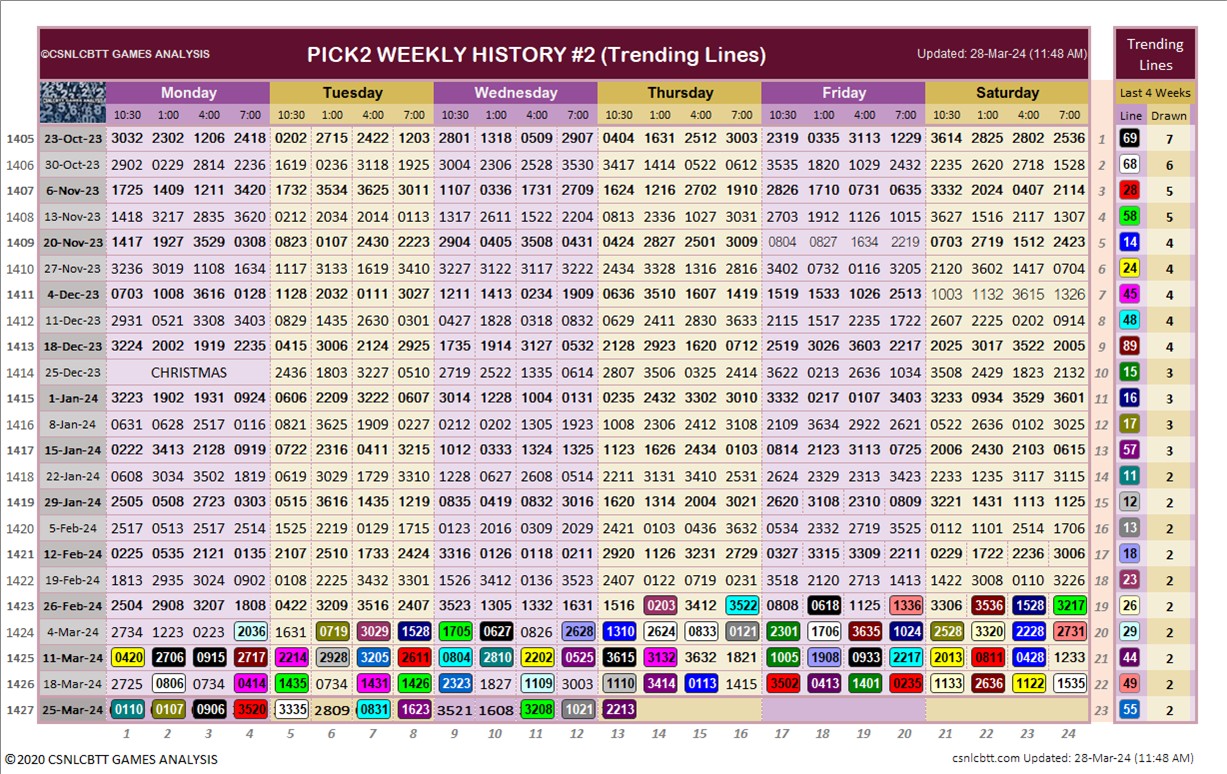 ©CSNLCBTT GAMES ANALYSIS PICK2 WEEKLY HISTORY #2 (Trending Lines) Updated: 28-Mar-24 (11:48 AM) Trending
Lines
Monday Tuesday Wednesday Thursday Friday Saturday Last 4 Weeks
10:30 1:00 4:00 7:00 10:30 1:00 4:00 7:00 10:30 1:00 4:00 7:00 10:30 1:00 4:00 7:00 10:30 1:00 4:00 7:00 10:30 1:00 4:00 7:00 Line Drawn
1405 23-Oct-23 3032 2302 1206 2418 0202 2715 2422 1203 2801 1318 0509 2907 0404 1631 2512 3003 2319 0335 3113 1229 3614 2825 2802 2536 1 69 7
1406 30-Oct-23 2902 0229 2814 2236 1619 0236 3118 1925 3004 2306 2528 3530 3417 1414 0522 0612 3535 1820 1029 2432 2235 2620 2718 1528 2 68 6
1407 6-Nov-23 1725 1409 1211 3420 1732 3534 3625 3011 1107 0336 1731 2709 1624 1216 2702 1910 2826 1710 0731 0635 3332 2024 0407 2114 3 28 5
1408 13-Nov-23 1418 3217 2835 3620 0212 2034 2014 0113 1317 2611 1522 2204 0813 2336 1027 3031 2703 1912 1126 1015 3627 1516 2117 1307 4 58 5
1409 20-Nov-23 1417 1927 3529 0308 0823 0107 2430 2223 2904 0405 3508 0431 0424 2827 2501 3009 0804 0827 1634 2219 0703 2719 1512 2423 5 14 4
1410 27-Nov-23 3236 3019 1108 1634 1117 3133 1619 3410 3227 3122 3117 3222 2434 3328 1316 2816 3402 0732 0116 3205 2120 3602 1417 0704 6 24 4
1411 4-Dec-23 0703 1008 3616 0128 1128 2032 0111 3027 1211 1413 0234 1909 0636 3510 1607 1419 1519 1533 1626 2513 1003 1132 3615 1326 7 45 4
1412 11-Dec-23 2931 0521 3308 3403 0829 1435 2630 0301 0427 1828 0318 0832 0629 2411 2830 3633 2115 1517 2235 1722 2607 2225 0202 0914 8 48 4
1413 18-Dec-23 3224 2002 1919 2235 0415 3006 2128 2925 1735 1914 3127 0532 2128 2923 1620 0712 2519 3026 3603 2217 2025 3017 3522 2005 9 89 4
1414 25-Dec-23 CHRISTMAS 2436 1803 3227 0510 2719 2522 1335 0614 2807 3506 0325 2414 3622 0213 2636 1034 3508 2429 1823 2132 10 15 3
1415 1-Jan-24 3223 1902 1931 0924 0606 2209 3222 0607 3014 1228 1004 0131 0235 2432 3302 3010 3332 0217 0107 3403 3233 0934 3529 3601 11 16 3
1416 8-Jan-24 0631 0628 2517 0116 0821 3625 1909 0227 0212 0202 1305 1923 1008 2306 2412 3108 2109 3634 2922 2621 0522 2636 0102 3025 12 17 3
1417 15-Jan-24 0222 3413 2128 0919 0722 2316 0411 3215 1012 0333 1324 1325 1123 1626 2434 0103 0814 2123 3113 0725 2006 2430 2103 0615 13 57 3
1418 22-Jan-24 0608 3034 3502 1819 0619 3029 1729 3331 1228 0627 2608 0514 2211 3131 3410 2531 2624 2329 2313 3423 2233 1235 3117 3115 14 11 2
1419 29-Jan-24 2505 0508 2723 0303 0515 3616 1435 1219 0835 0419 0832 3016 1620 1314 2004 3021 2620 3108 2310 0809 3221 1431 1113 1125 15 12 2
1420 5-Feb-24 2517 0513 2517 2514 1525 2219 0129 1715 0123 2016 0309 2029 2421 0103 0436 3632 0534 2332 2719 3525 0112 1101 2514 1706 16 13 2
1421 12-Feb-24 0225 0535 2121 0135 2107 2510 1733 2424 3316 0126 0118 0211 2920 1126 3231 2729 0327 3315 3309 2211 0229 1722 2236 3006 17 18 2
1422 19-Feb-24 1813 2935 3024 0902 0108 2225 3432 3301 1526 3412 0136 3523 2407 0122 0719 0231 3518 2120 2713 1413 1422 3008 0110 3226 18 23 2
1423 26-Feb-24 2504 2908 3207 1808 0422 3209 3516 2407 3523 1305 1332 1631 1516 0203 3412 3522 0808 0618 1125 1336 3306 3536 1528 3217 19 26 2
1424 4-Mar-24 2734 1223 0223 2036 1631 0719 3029 1528 1705 0627 0826 2628 1310 2624 0833 0121 2301 1706 3635 1024 2528 3320 2228 2731 20 29 2
1425 11-Mar-24 0420 2706 0915 2717 2214 2928 3205 2611 0804 2810 2202 0525 3615 3132 3632 1821 1005 1908 0933 2217 2013 0811 0428 1233 21 44 2
1426 18-Mar-24 2725 0806 0734 0414 1435 0734 1431 1426 2323 1827 1109 3003 1110 3414 0113 1415 3502 0413 1401 0235 1133 2636 1122 1535 22 49 2
1427 25-Mar-24 0110 0107 0906 3520 3335 2809 0831 1623 3521 1608 3208 1021 2213 23 55 2
1 2 3 4 5 6 7 8 9 10 11 12 13 14 15 16 17 18 19 20 21 22 23 24
©2020 CSNLCBTT GAMES ANALYSIS csnlcbtt.com Updated: 28-Mar-24 (11:48 AM)